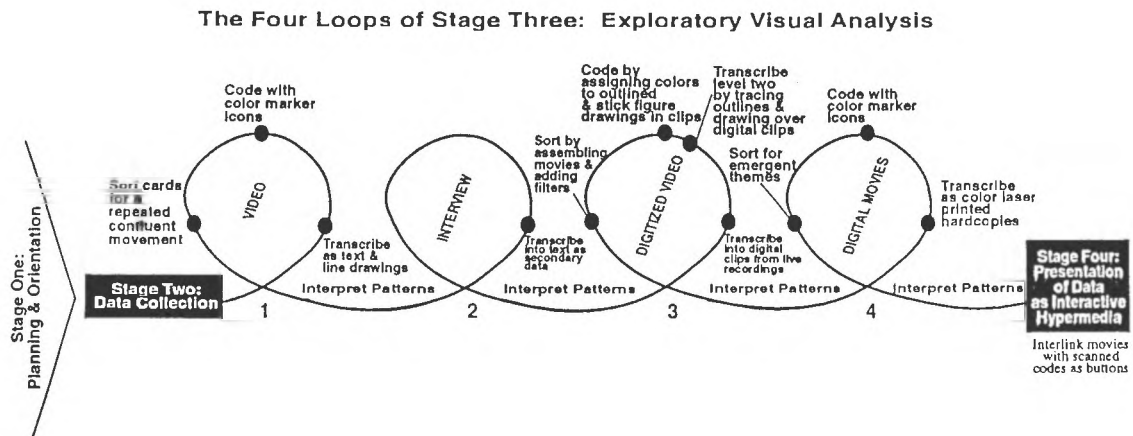 The Four Loops of Stage Three: Exploratory Visual Analysis
Stage One:
Planning & Orientation
Stage Two:
Data Collection
Sort cards
for a
repeated
confluent
movement
Code with
color marker
icons
VIDEO
Transcribe
as text &
line drawings
1
Interpret Patterns
INTERVIEW
Transcribe
into text as
secondary
data
2
Interpret Patterns
Sort by
assembling
movies &
adding
filters
Code by
assigning colors
to outlined
& stick figure
drawings in clips
Transcribe
level two
by tracing
outlines &
drawing over
digital clips
DIGITIZED VIDEO
Transcribe
into digital
clips from live
recordings
3
Interpret Patterns
Sort for
emergent
themes
Code with
color marker
icons
DIGITAL MOVIES
Transcribe
as color laser
printed
hardcopies
4
Interpret Patterns
Stage Four:
Presentation
of Data
as Interactive
Hypermedia
Interlink movies
with scanned
codes as buttons